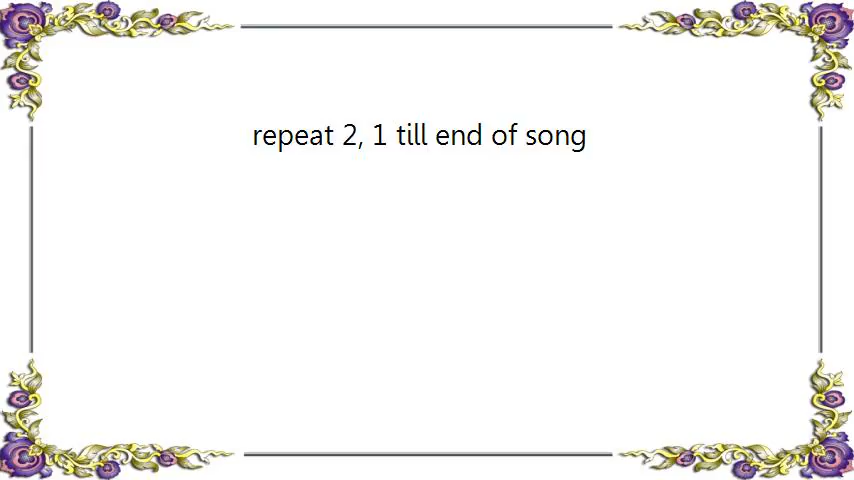 repeat 2, 1 till end of song